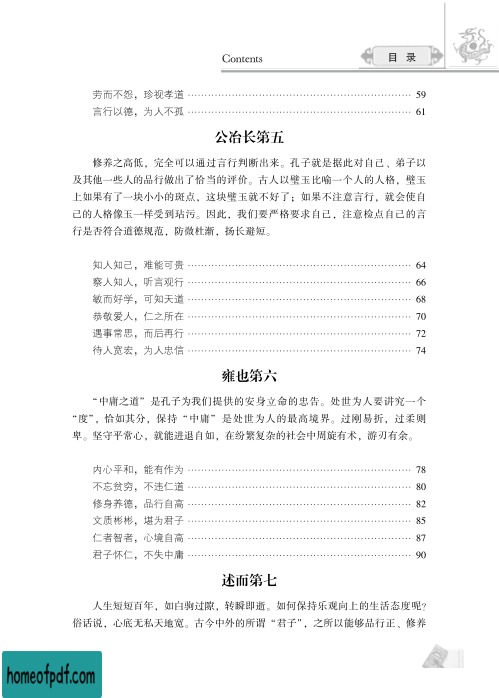 Contents
目 录
劳而不怨，珍视孝道 ································ 59
言行以德，为人不孤 ································ 61
公冶长第五
修养之高低，完全可以通过言行判断出来。孔子就是据此对自己、弟子以
及其他一些人的品行做出了恰当的评价。古人以璧玉比喻一个人的人格，璧玉
上如果有了一块小小的斑点，这块璧玉就不好了；如果不注意言行，就会使自
己的人格像玉一样受到玷污。因此，我们要严格要求自己，注意检点自己的言
行是否符合道德规范，防微杜渐，扬长避短。
知人知己，难能可贵 ································ 64
察人知人，听言观行 ································ 66
敏而好学，可知天道 ································ 68
恭敬爱人，仁之所在 ································ 70
遇事常思，而后再行 ································ 72
待人宽宏，为人忠信 ································ 74
雍也第六
“中庸之道”是孔子为我们提供的安身立命的忠告。处世为人要讲究一个
“度”，恰如其分，保持“中庸”是处世为人的最高境界。过刚易折，过柔则
卑。坚守平常心，就能进退自如，在纷繁复杂的社会中周旋有术，游刃有余。
内心平和，能有作为 ································ 78
不忘贫穷，不违仁道 ································ 80
修身养德，品行自高 ································ 82
文质彬彬，堪为君子 ································ 85
仁者智者，心境自高 ································ 87
君子怀仁，不失中庸 ································ 90
述而第七
人生短短百年，如白驹过隙，转瞬即逝。如何保持乐观向上的生活态度呢？
俗话说，心底无私天地宽。古今中外的所谓“君子”，之所以能够品行正、修养
homeofpdf.com